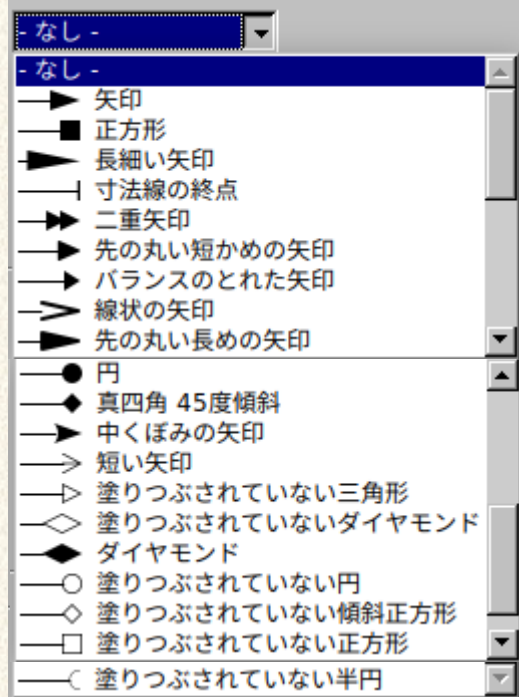 - なし -
- なし -
矢印
正方形
長細い矢印
寸法線の終点
二重矢印
先の丸い短かめの矢印
バランスのとれた矢印
線状の矢印
先の丸い長めの矢印
円
真四角 45度傾斜
中くぼみの矢印
短い矢印
塗りつぶされていない三角形
塗りつぶされていないダイヤモンド
ダイヤモンド
塗りつぶされていない円
塗りつぶされていない傾斜正方形
塗りつぶされていない正方形
塗りつぶされていない半円